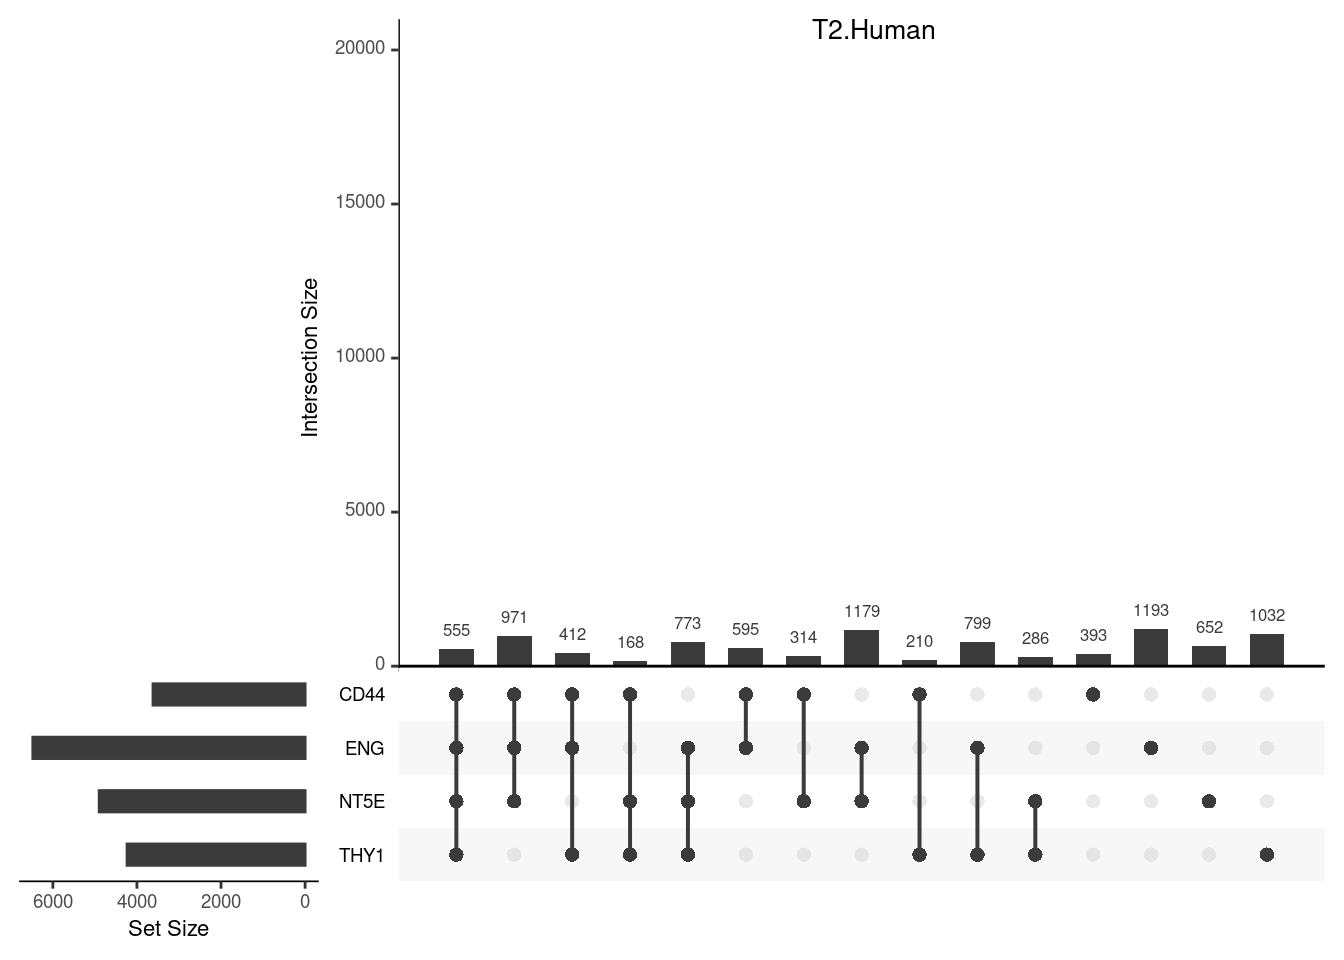 T2.Human
20000
15000
10000
5000
0
Intersection Size
555 971 412 168 773 595 314 1179 210 799 286 393 1193 652 1032
CD44
ENG
NT5E
THY1
6000 4000 2000 0
Set Size